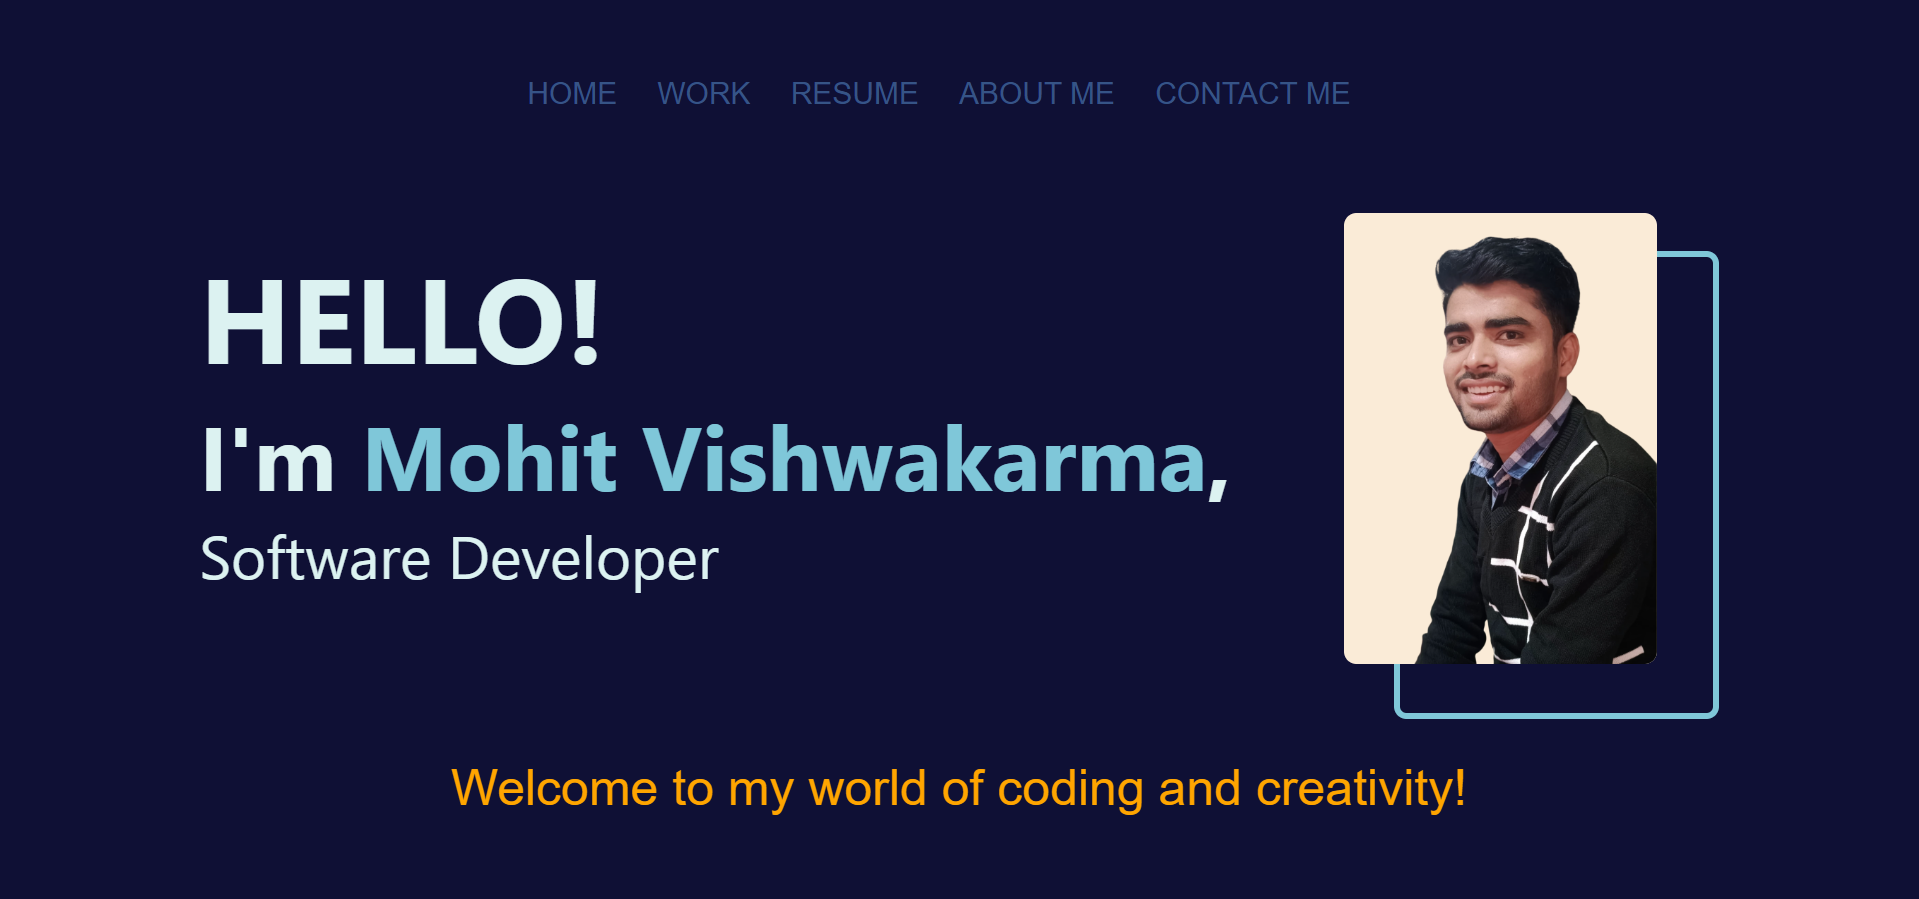 HOME WORK RESUME ABOUT ME CONTACT ME
HELLO!
I'm Mohit Vishwakarma,
Software Developer
Welcome to my world of coding and creativity!